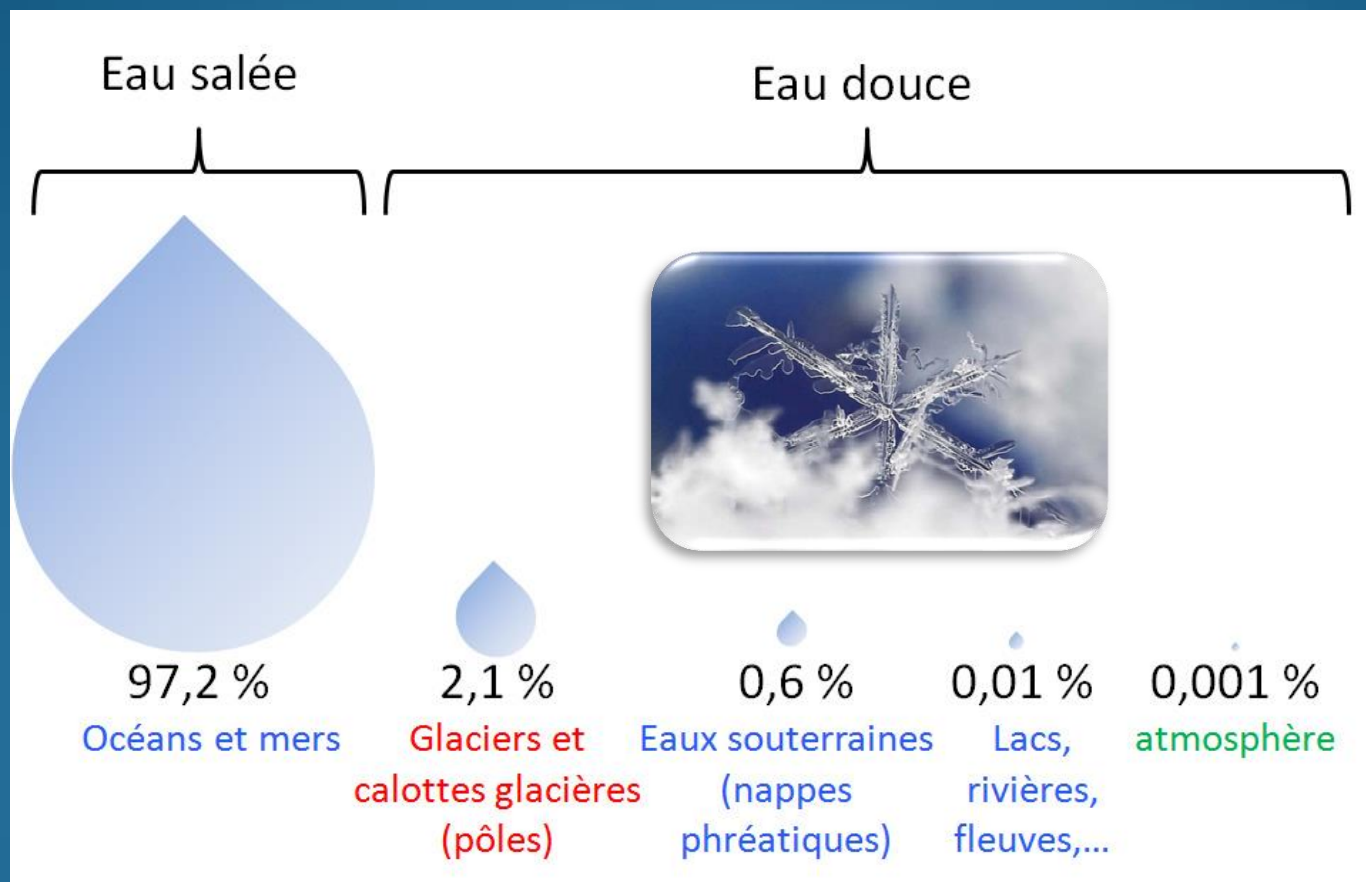 Eau salée
Eau douce
97,2 %
Océans et mers
2,1 %
Glaciers et
calottes glacières
(pôles)
0,6 %
Eaux souterraines
(nappes
phréatiques)
0,01 %
Lacs,
rivières,
fleuves,...
0,001 %
atmosphère